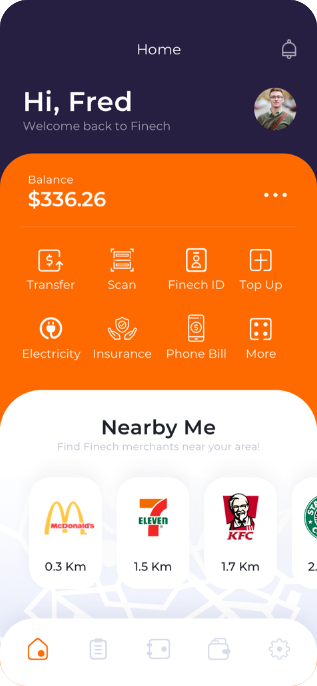 Home
Hi, Fred
Welcome back to Finech
Balance
$336.26
Transfer Scan Finech ID Top Up
Electricity Insurance Phone Bill More
Nearby Me
Find Finech merchants near your area!
McDonald's 7 ELEVEN KFC
0.3 Km 1.5 Km 1.7 Km 2.